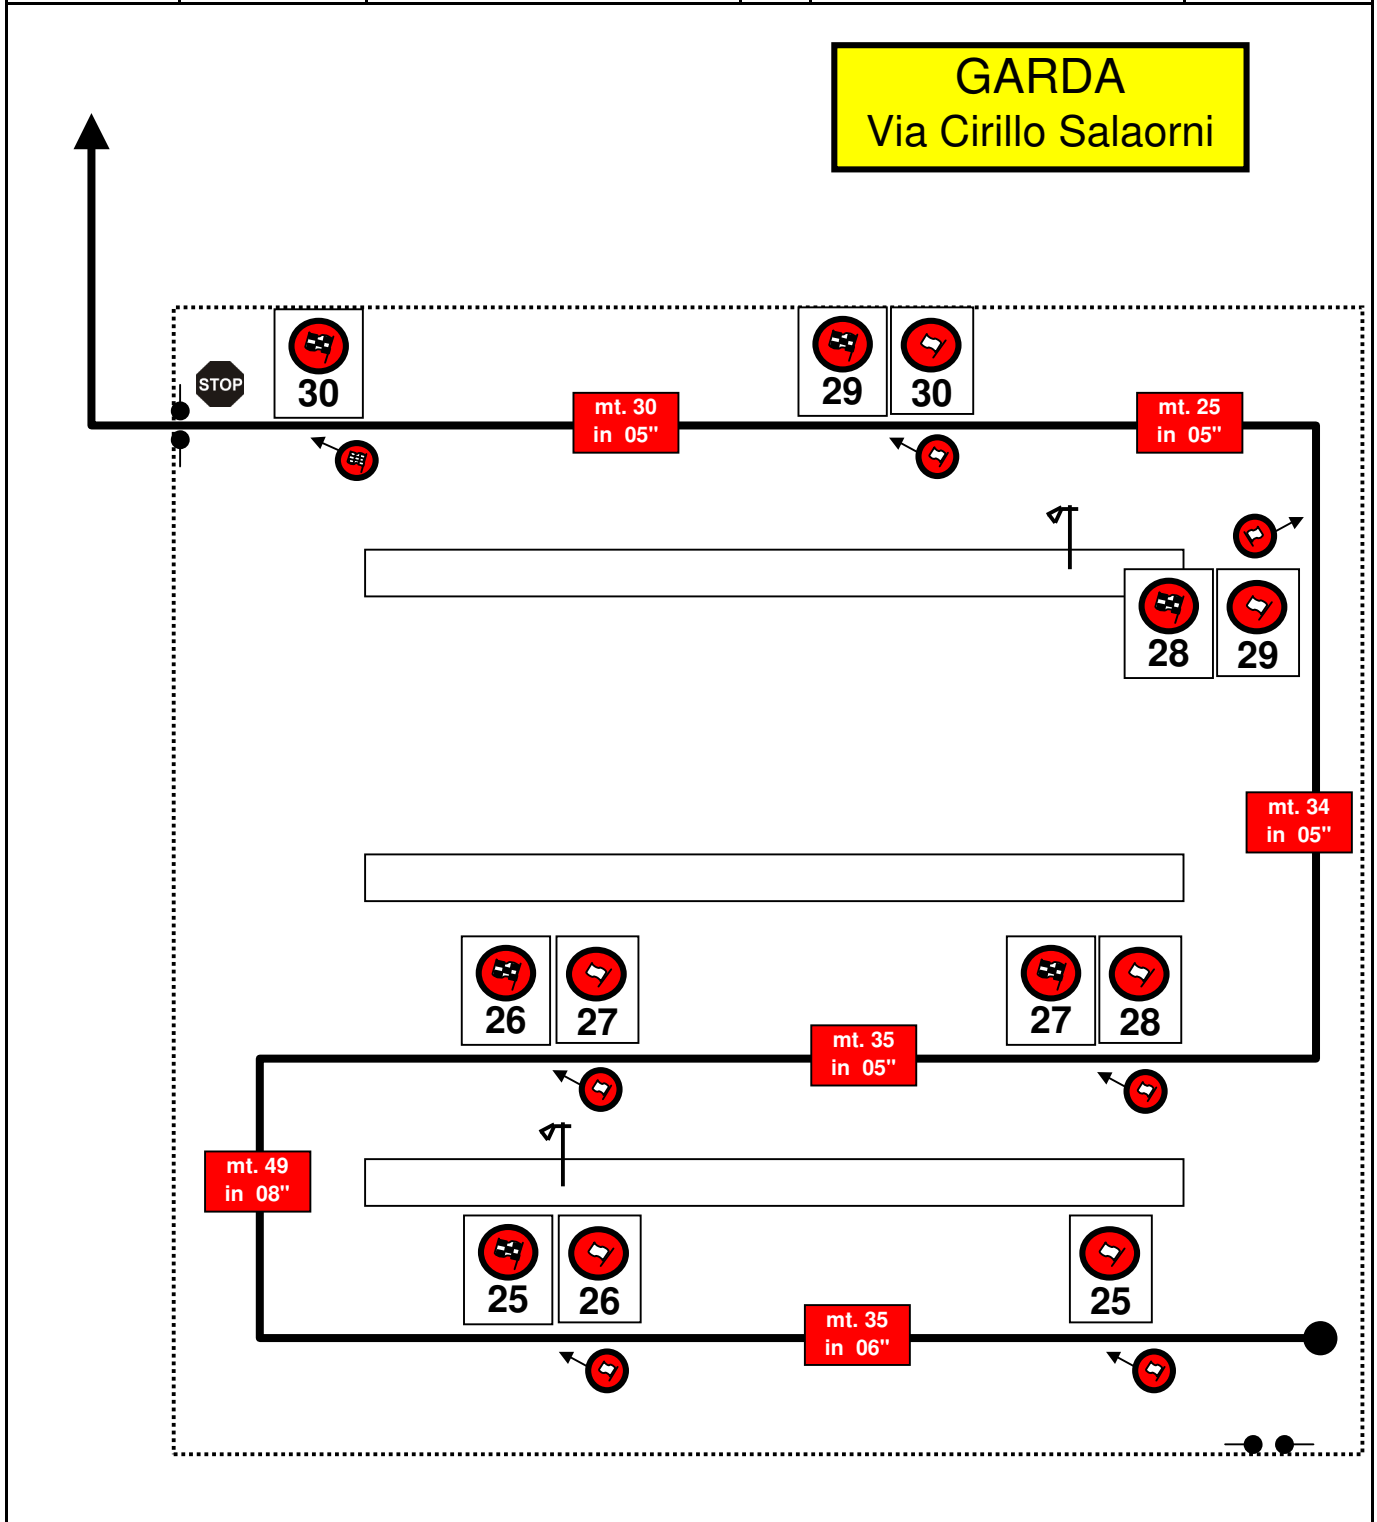 GARDA
Via Cirillo Salaorni
STOP
30
29
30
mt. 30
in 05"
mt. 25
in 05"
28
29
mt. 34
in 05"
26
27
27
28
mt. 35
in 05"
mt. 49
in 08"
25
26
25
mt. 35
in 06"